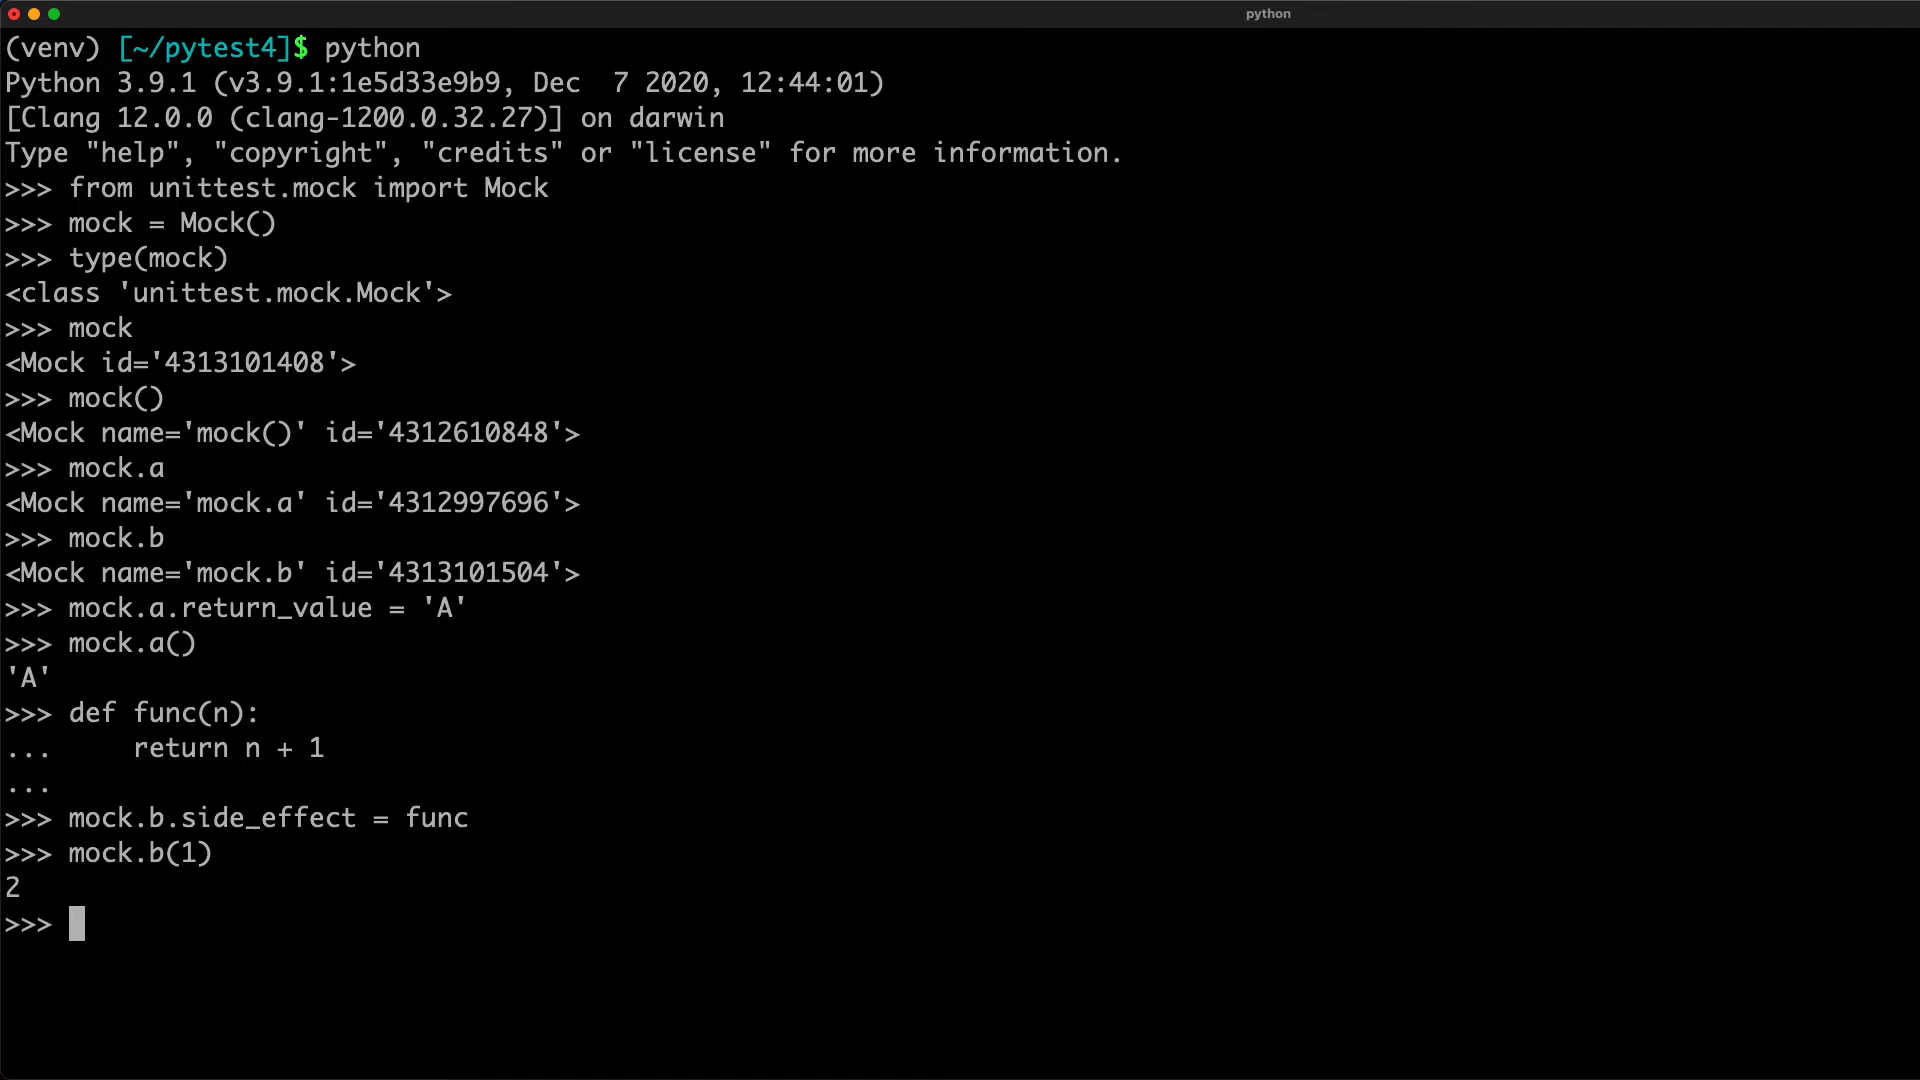 python
(venv) [~/pytest4]$ python
Python 3.9.1 (v3.9.1:1e5d33e9b9, Dec  7 2020, 12:44:01)
[Clang 12.0.0 (clang-1200.0.32.27)] on darwin
Type "help", "copyright", "credits" or "license" for more information.
>>> from unittest.mock import Mock
>>> mock = Mock()
>>> type(mock)
<class 'unittest.mock.Mock'>
>>> mock
<Mock id='4313101408'>
>>> mock()
<Mock name='mock()' id='4312610848'>
>>> mock.a
<Mock name='mock.a' id='4312997696'>
>>> mock.b
<Mock name='mock.b' id='4313101504'>
>>> mock.a.return_value = 'A'
>>> mock.a()
'A'
>>> def func(n):
...     return n + 1
...
>>> mock.b.side_effect = func
>>> mock.b(1)
2
>>>